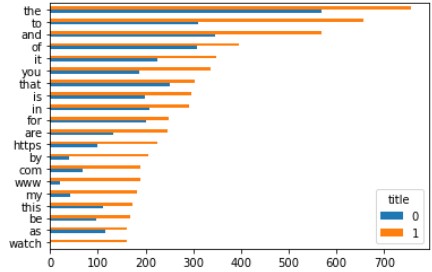 the
to
and
of
it
you
that
is
in
for
are
https
by
com
www
my
this
be
as
watch
title
0
1
0 100 200 300 400 500 600 700